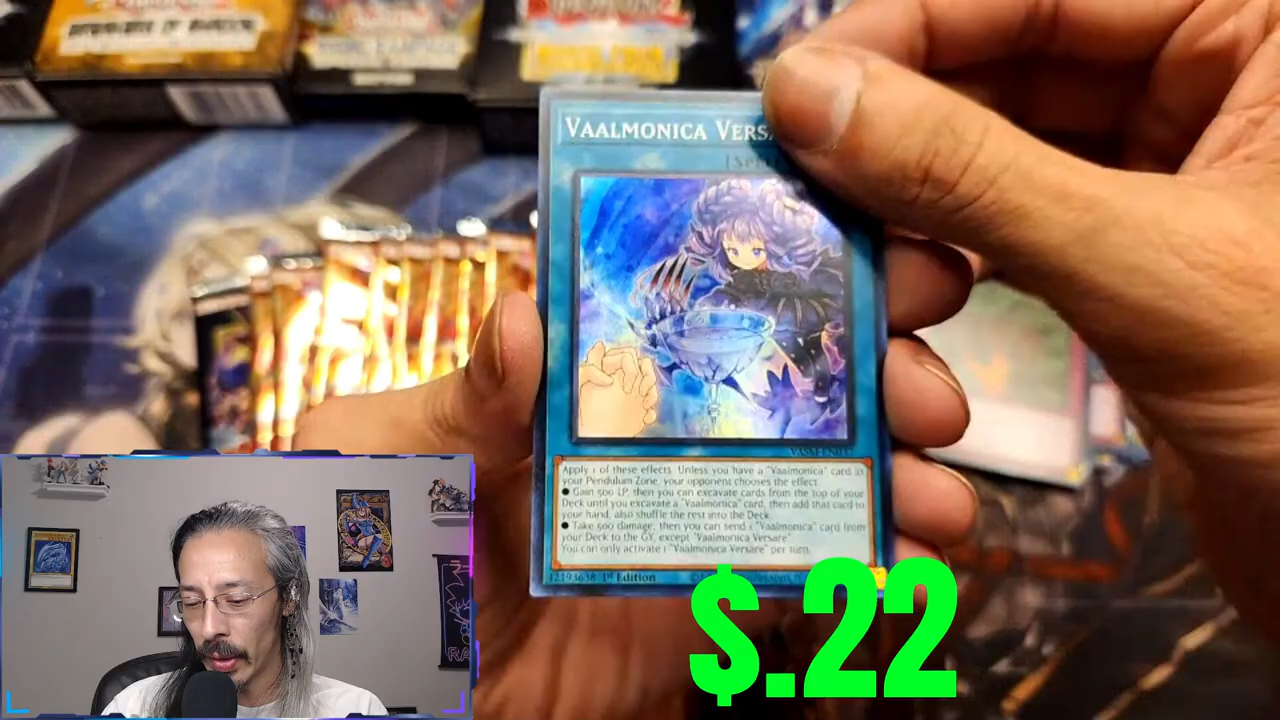 VAALMONICA VERSA
VASM-EN037
Apply 1 of these effects. Unless you have a "Vaalmonica" card in
your Pendulum Zone, your opponent chooses the effect.
● Gain 500 LP, then you can excavate cards from the top of your
Deck until you excavate a "Vaalmonica" card, then add that card to
your hand, also shuffle the rest into the Deck.
● Take 500 damage, then you can send 1 "Vaalmonica" card from
your Deck to the GY, except "Vaalmonica Versare"
You can only activate 1 "Vaalmonica Versare" per turn.
42193638 1st Edition
$.22